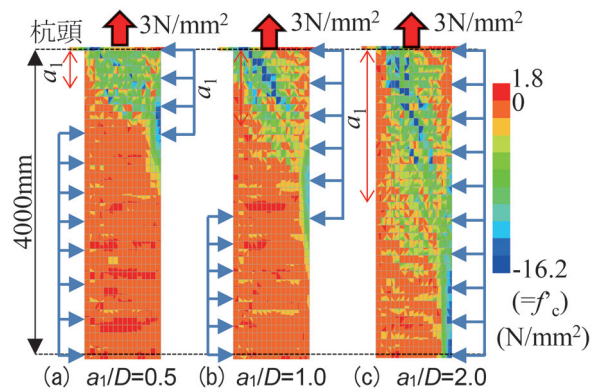 3N/mm² 3N/mm² 3N/mm²
杭頭
a₁ a₁ a₁
4000mm
1.8
0
-16.2
(=f'c)
(N/mm²)
(a) a₁/D=0.5 (b) a₁/D=1.0 (c) a₁/D=2.0